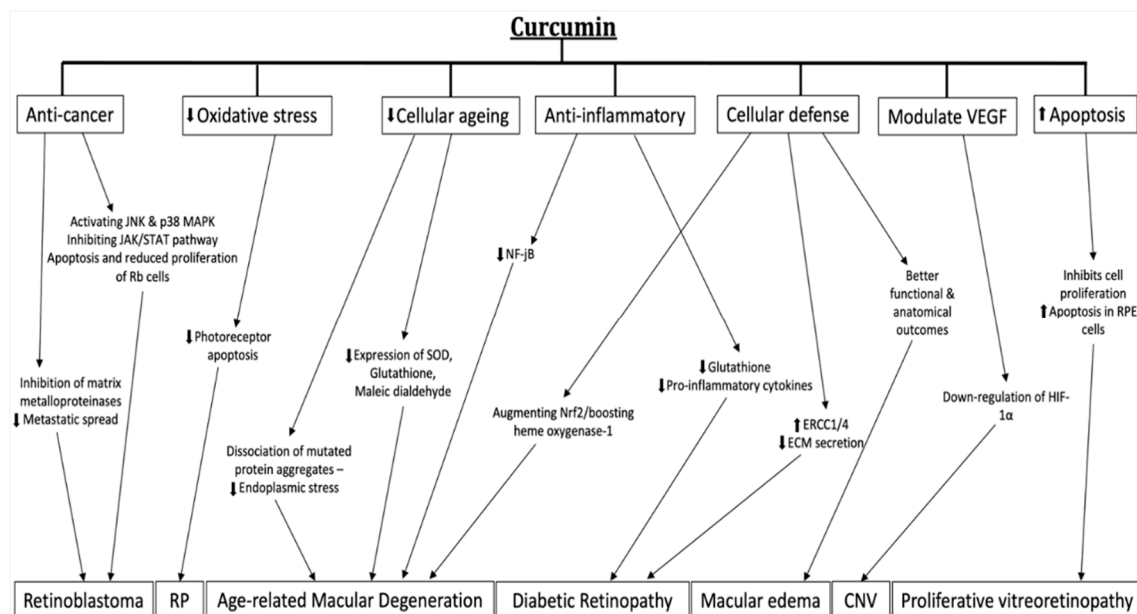 Curcumin
Anti-cancer
⬇Oxidative stress
⬇Cellular ageing
Anti-inflammatory
Cellular defense
Modulate VEGF
⬆Apoptosis
Activating JNK & p38 MAPK
Inhibiting JAK/STAT pathway
Apoptosis and reduced proliferation
of Rb cells
Inhibition of matrix
metalloproteinases
⬇Metastatic spread
⬇Photoreceptor
apoptosis
Dissociation of mutated
protein aggregates –
⬇Endoplasmic stress
⬇Expression of SOD,
Glutathione,
Maleic dialdehyde
⬇NF-jB
⬇Glutathione
⬇Pro-inflammatory cytokines
Augmenting Nrf2/boosting
heme oxygenase-1
⬆ERCC1/4
⬇ECM secretion
Better
functional &
anatomical
outcomes
Down-regulation of HIF-
1α
Inhibits cell
proliferation
⬆Apoptosis in RPE
cells
Retinoblastoma
RP
Age-related Macular Degeneration
Diabetic Retinopathy
Macular edema
CNV
Proliferative vitreoretinopathy